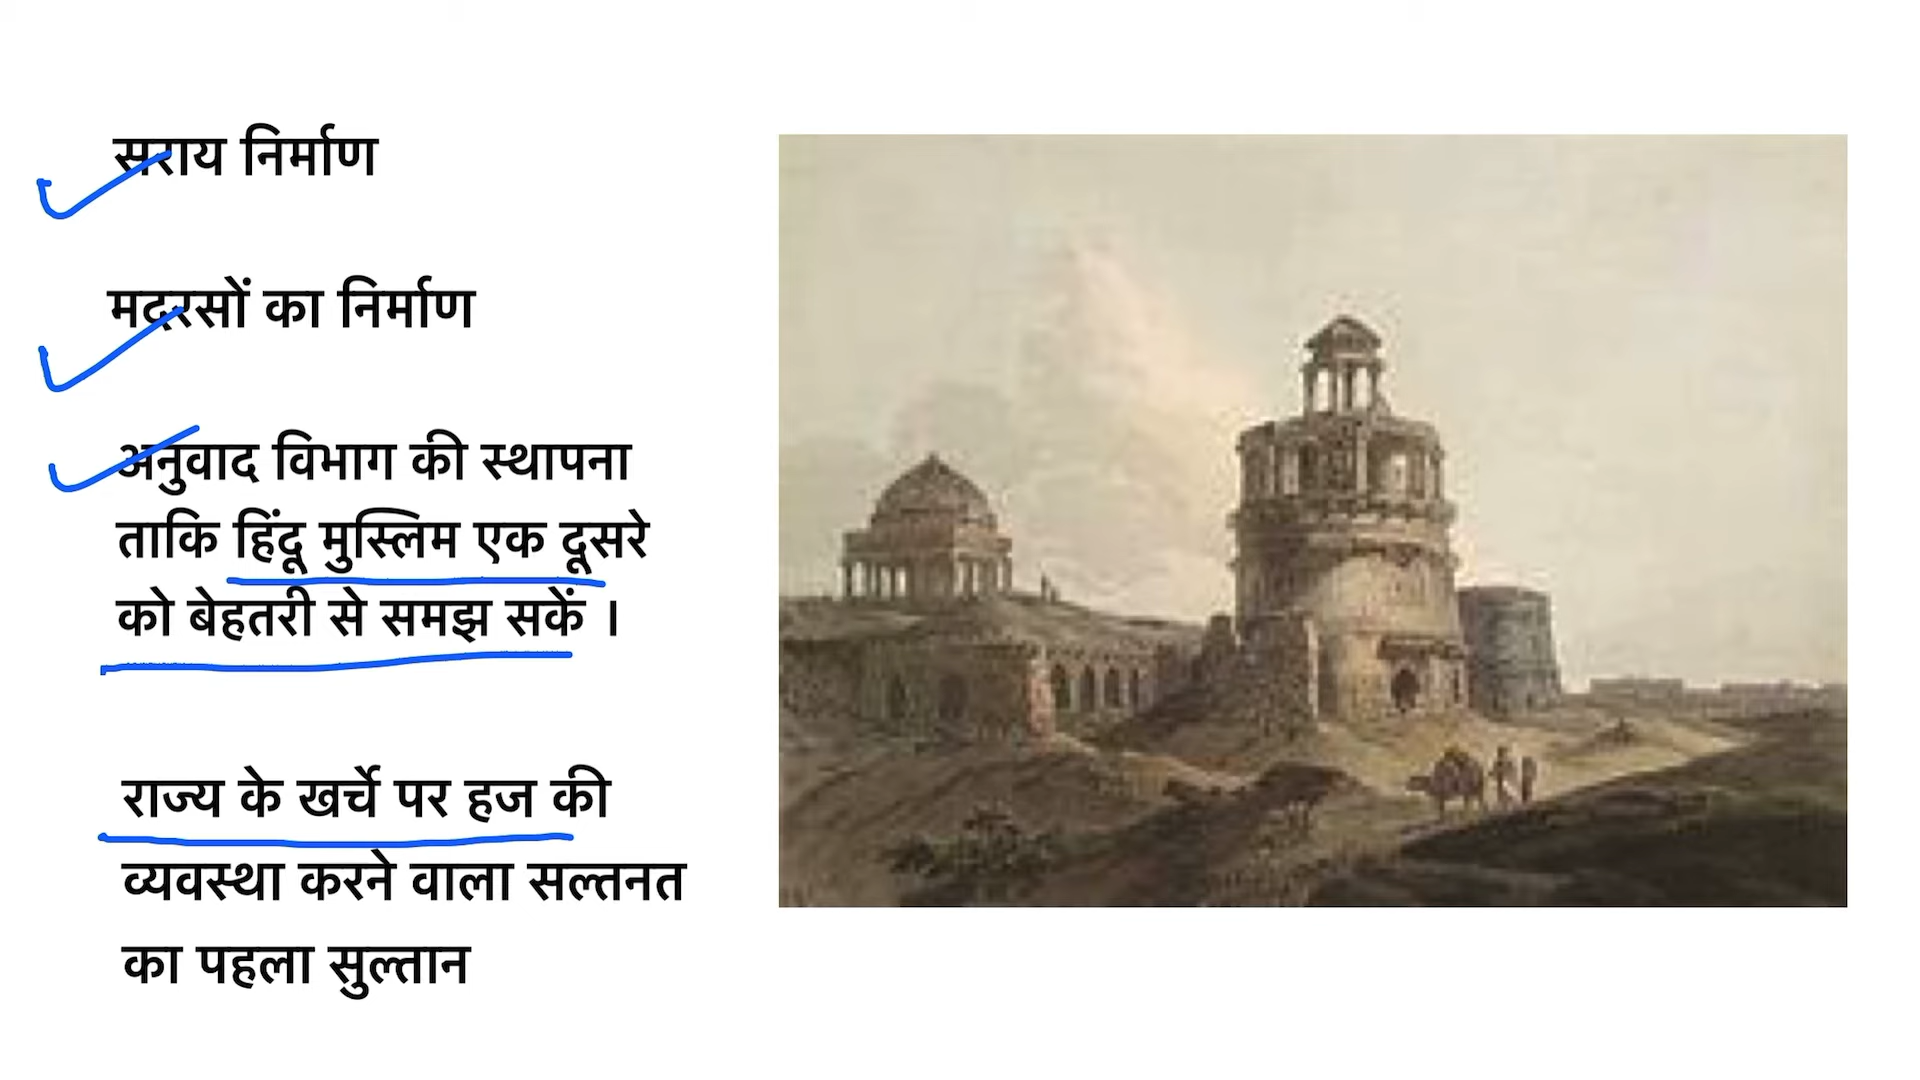 सराय निर्माण
मदरसों का निर्माण
अनुवाद विभाग की स्थापना
ताकि हिंदू मुस्लिम एक दूसरे
को बेहतरी से समझ सकें ।
राज्य के खर्चे पर हज की
व्यवस्था करने वाला सल्तनत
का पहला सुल्तान